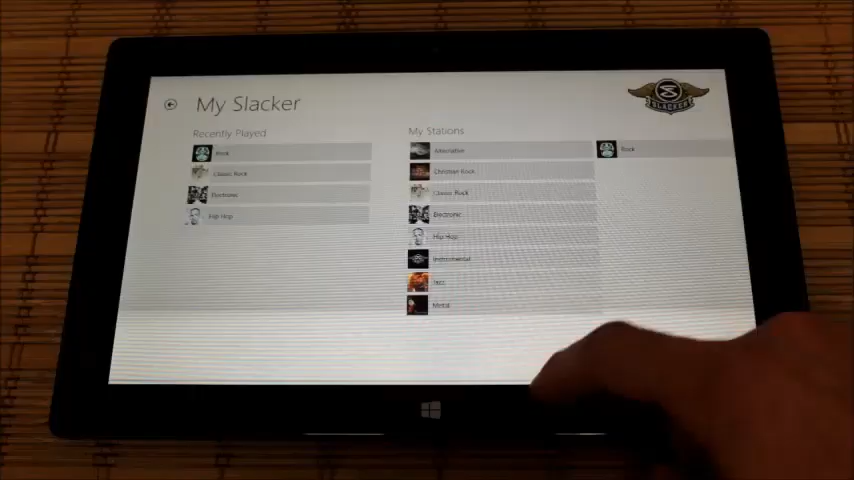 My Slacker
SLACKER
Recently Played
Rock
Classic Rock
Electronic
Hip Hop
My Stations
Alternative
Christian Rock
Classic Rock
Electronic
Hip Hop
Instrumental
Jazz
Metal
Rock